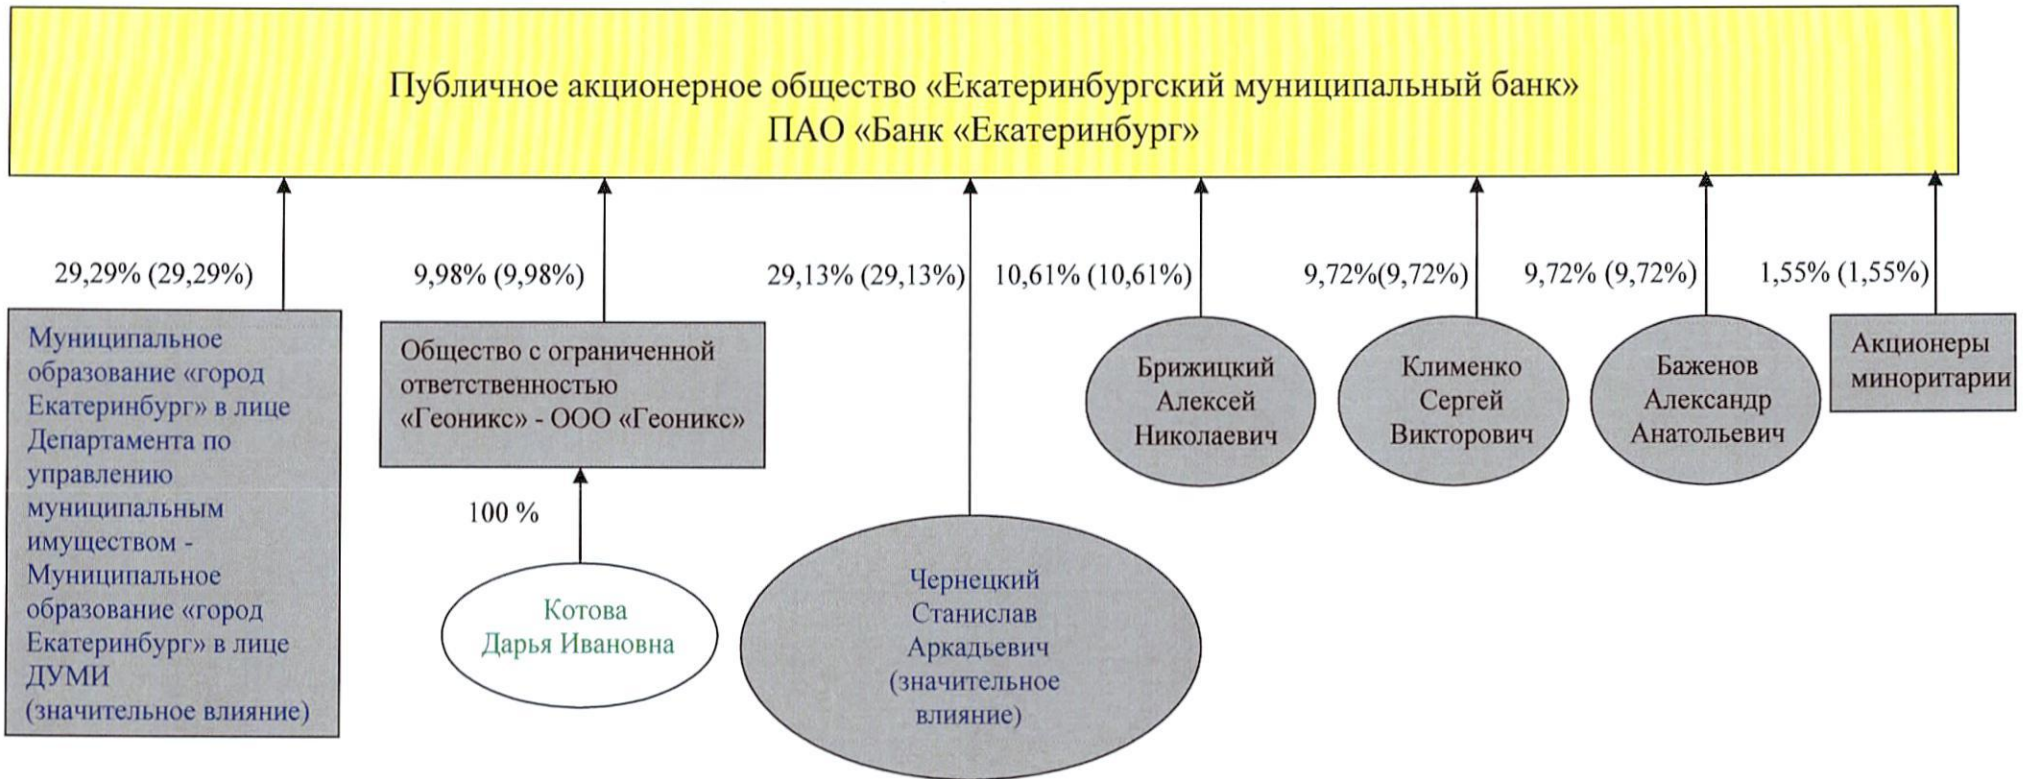 Публичное акционерное общество «Екатеринбургский муниципальный банк»
ПАО «Банк «Екатеринбург»
29,29% (29,29%)
9,98% (9,98%)
29,13% (29,13%)
10,61% (10,61%)
9,72%(9,72%)
9,72% (9,72%)
1,55% (1,55%)
Муниципальное
образование «город
Екатеринбург» в лице
Департамента по
управлению
муниципальным
имуществом -
Муниципальное
образование «город
Екатеринбург» в лице
ДУМИ
(значительное влияние)
Общество с ограниченной
ответственностью
«Геоникс» - ООО «Геоникс»
100 %
Котова
Дарья Ивановна
Чернецкий
Станислав
Аркадьевич
(значительное
влияние)
Брижицкий
Алексей
Николаевич
Клименко
Сергей
Викторович
Баженов
Александр
Анатольевич
Акционеры
миноритарии